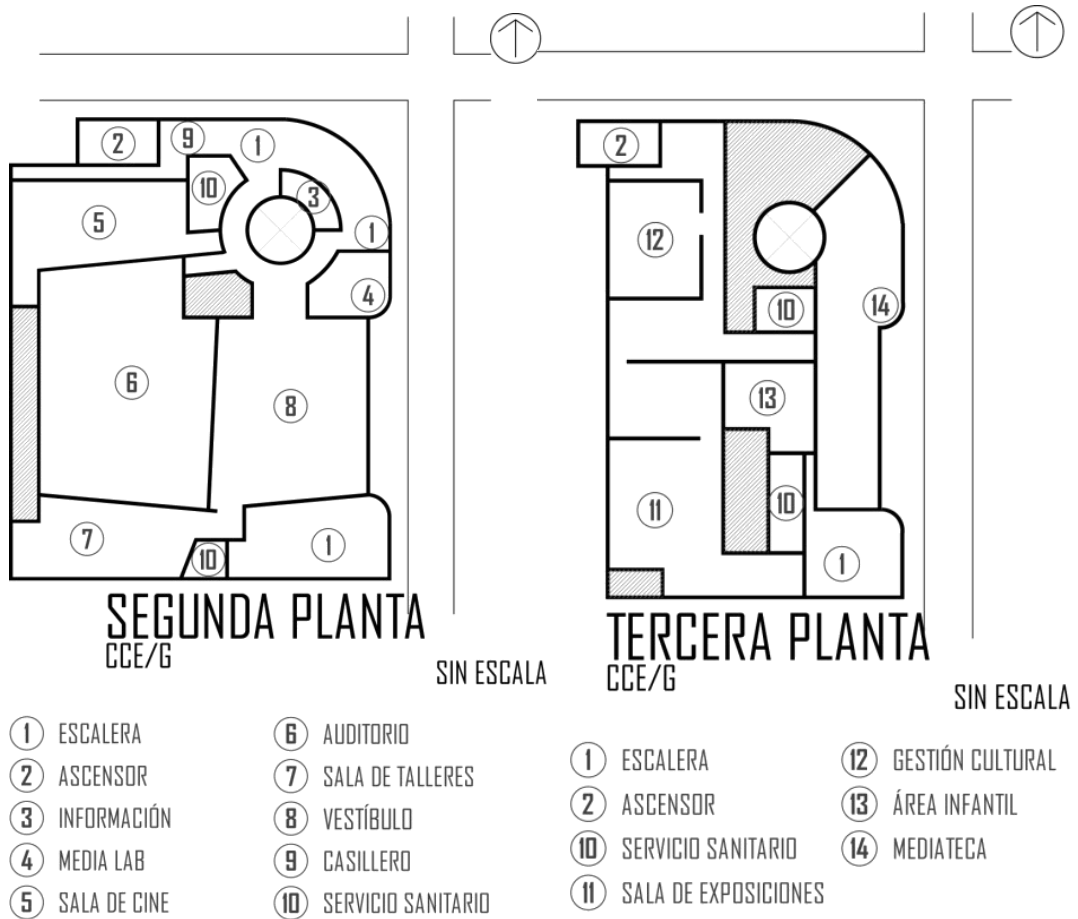 2
9
1
10
3
5
1
4
6
8
7
10
1
SEGUNDA PLANTA
CCE/G
SIN ESCALA
1 ESCALERA
2 ASCENSOR
3 INFORMACIÓN
4 MEDIA LAB
5 SALA DE CINE
6 AUDITORIO
7 SALA DE TALLERES
8 VESTÍBULO
9 CASILLERO
10 SERVICIO SANITARIO
2
12
10
14
13
11
10
1
TERCERA PLANTA
CCE/G
SIN ESCALA
1 ESCALERA
2 ASCENSOR
10 SERVICIO SANITARIO
11 SALA DE EXPOSICIONES
12 GESTIÓN CULTURAL
13 ÁREA INFANTIL
14 MEDIATECA